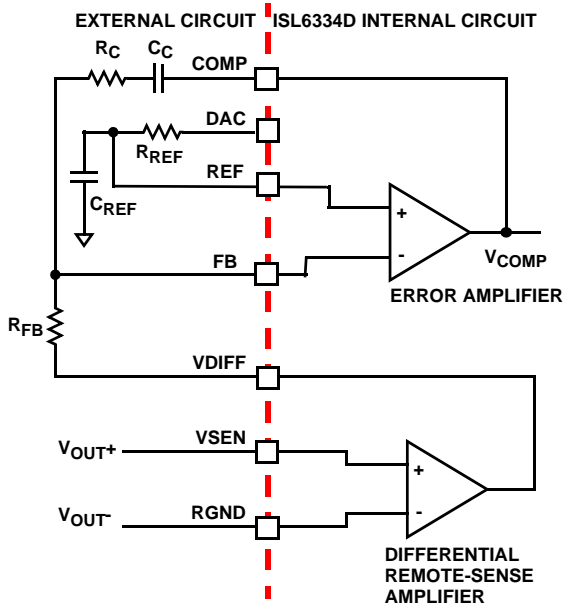 EXTERNAL CIRCUIT
ISL6334D INTERNAL CIRCUIT
RC
CC
COMP
DAC
RREF
REF
CREF
+
-
VCOMP
FB
ERROR AMPLIFIER
RFB
VDIFF
VOUT+
VSEN
+
VOUT-
RGND
-
DIFFERENTIAL
REMOTE-SENSE
AMPLIFIER